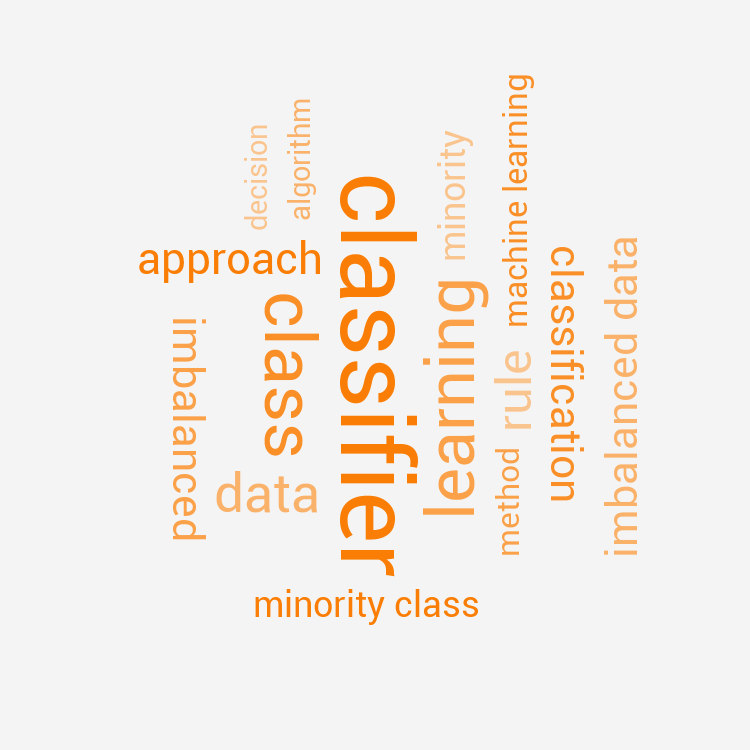 decision
algorithm
minority
machine learning
approach
classifier
class
learning
classification
imbalanced data
imbalanced
rule
data
method
minority class